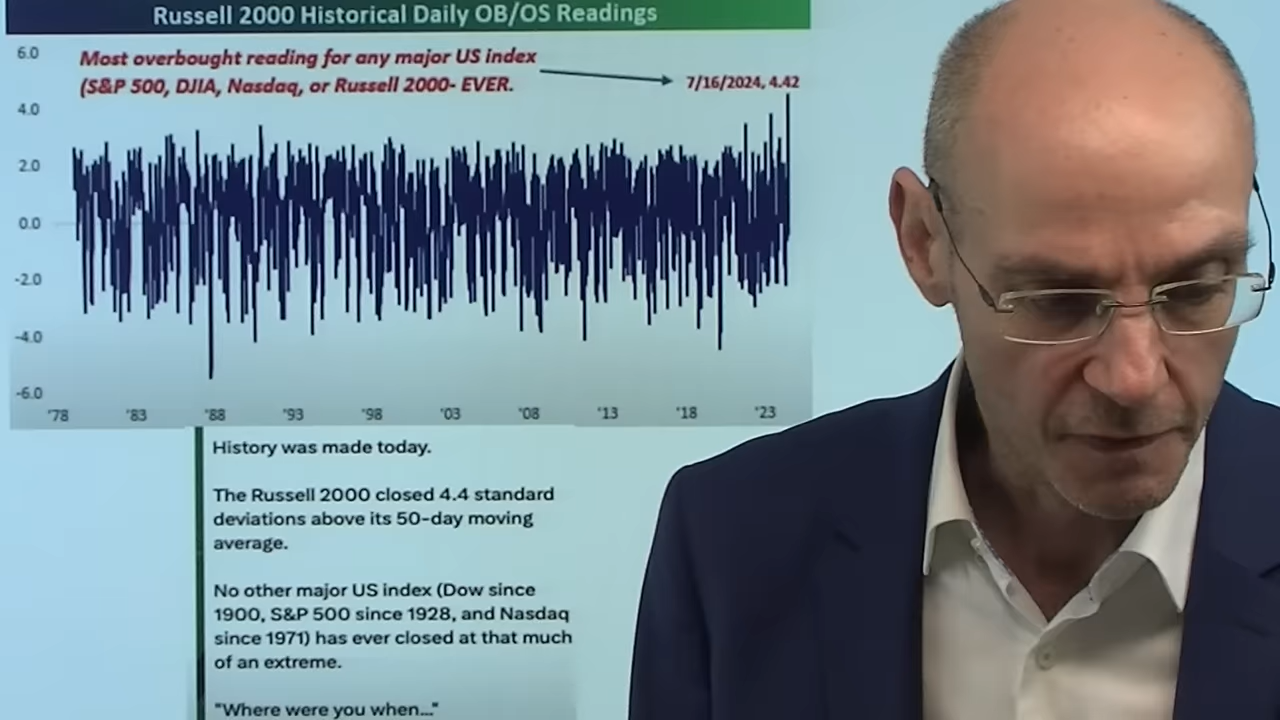 Russell 2000 Historical Daily OB/OS Readings
6.0
Most overbought reading for any major US index
(S&P 500, DJIA, Nasdaq, or Russell 2000- EVER.
7/16/2024, 4.42
4.0
2.0
0.0
-2.0
-4.0
-6.0
'78 '83 '88 '93 '98 '03 '08 '13 '18 '23
History was made today.
The Russell 2000 closed 4.4 standard
deviations above its 50-day moving
average.
No other major US index (Dow since
1900, S&P 500 since 1928, and Nasdaq
since 1971) has ever closed at that much
of an extreme.
"Where were you when..."